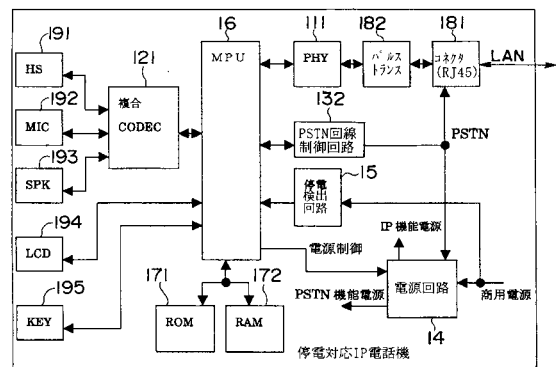 191
HS
192
MIC
193
SPK
194
LCD
195
KEY
121
複合
CODEC
16
MPU
111
PHY
182
パルス
トランス
181
コネクタ
(RJ45)
LAN
132
PSTN回線
制御回路
PSTN
15
停電
検出
回路
IP機能電源
電源制御
電源回路
14
商用電源
PSTN機能電源
171
ROM
172
RAM
停電対応IP電話機